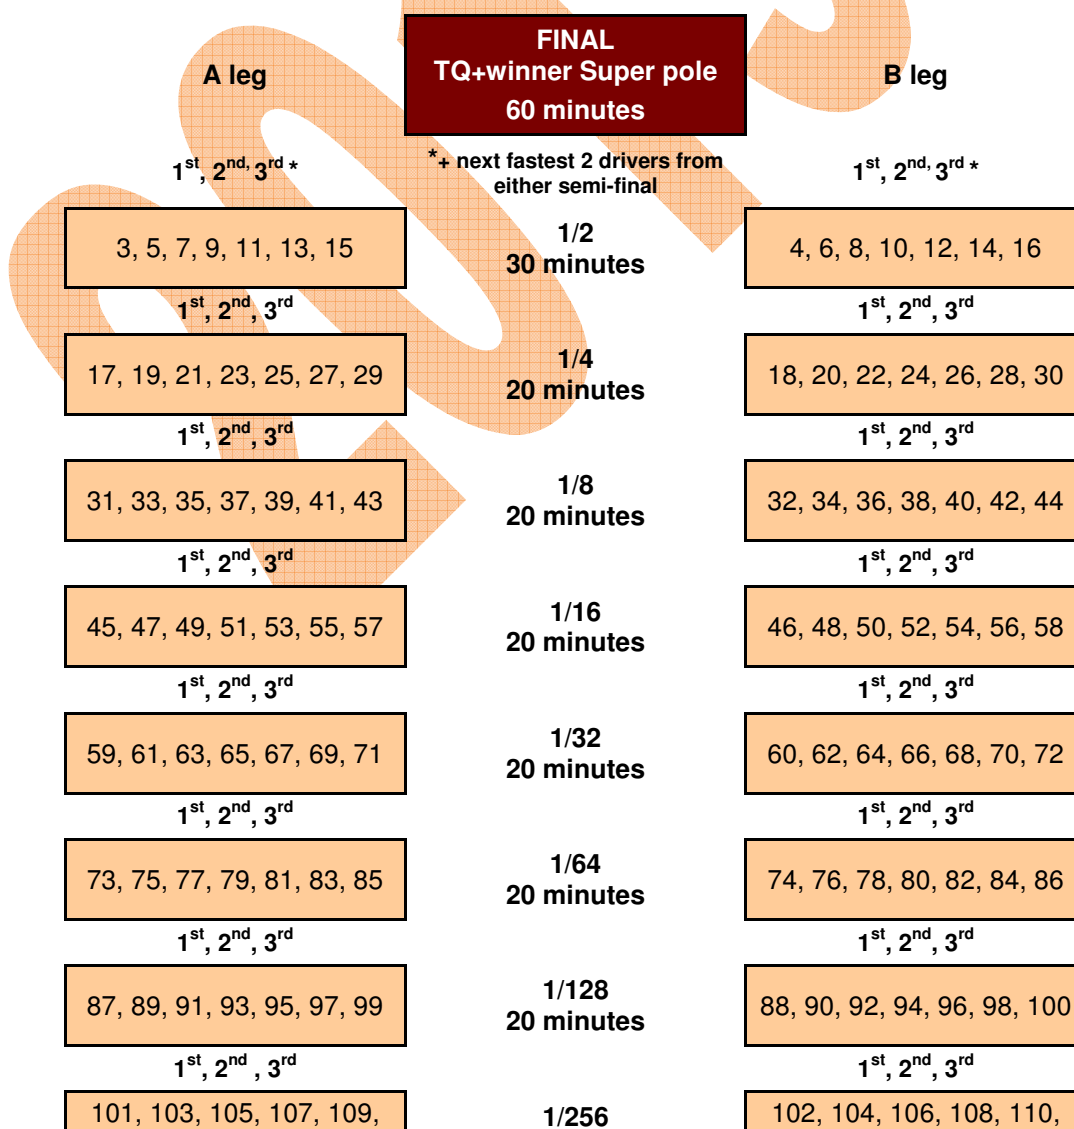 FINAL
TQ+winner Super pole
60 minutes
A leg
B leg
1st, 2nd, 3rd *
*+ next fastest 2 drivers from
either semi-final
1st, 2nd, 3rd *
3, 5, 7, 9, 11, 13, 15
1/2
30 minutes
4, 6, 8, 10, 12, 14, 16
1st, 2nd, 3rd
1st, 2nd, 3rd
17, 19, 21, 23, 25, 27, 29
1/4
20 minutes
18, 20, 22, 24, 26, 28, 30
1st, 2nd, 3rd
1st, 2nd, 3rd
31, 33, 35, 37, 39, 41, 43
1/8
20 minutes
32, 34, 36, 38, 40, 42, 44
1st, 2nd, 3rd
1st, 2nd, 3rd
45, 47, 49, 51, 53, 55, 57
1/16
20 minutes
46, 48, 50, 52, 54, 56, 58
1st, 2nd, 3rd
1st, 2nd, 3rd
59, 61, 63, 65, 67, 69, 71
1/32
20 minutes
60, 62, 64, 66, 68, 70, 72
1st, 2nd, 3rd
1st, 2nd, 3rd
73, 75, 77, 79, 81, 83, 85
1/64
20 minutes
74, 76, 78, 80, 82, 84, 86
1st, 2nd, 3rd
1st, 2nd, 3rd
87, 89, 91, 93, 95, 97, 99
1/128
20 minutes
88, 90, 92, 94, 96, 98, 100
1st, 2nd , 3rd
1st, 2nd, 3rd
101, 103, 105, 107, 109,
1/256
102, 104, 106, 108, 110,